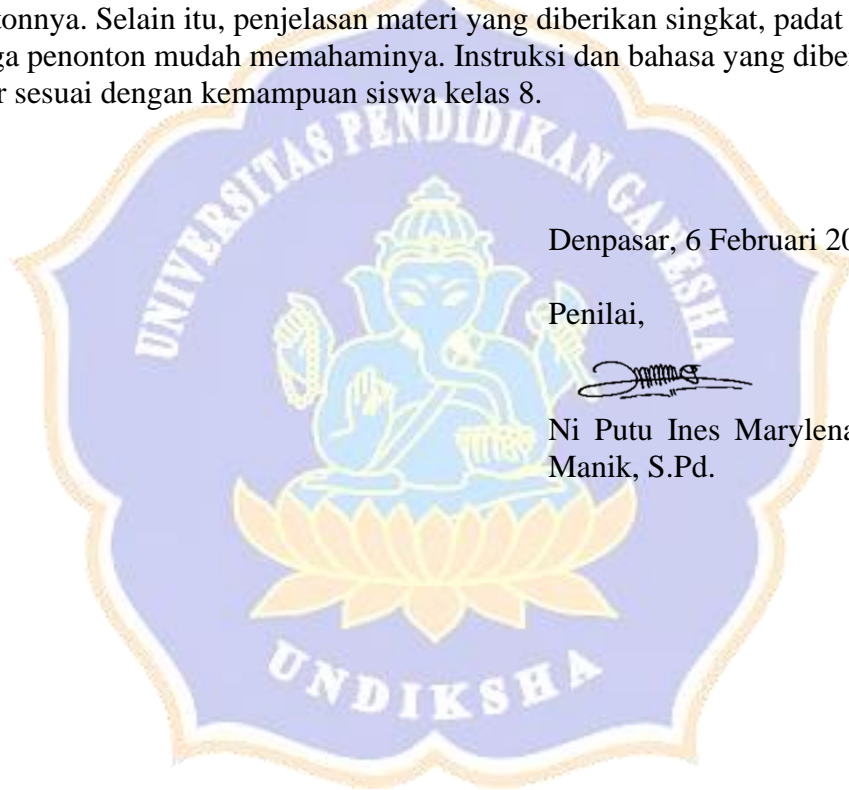 tonnya. Selain itu, penjelasan materi yang diberikan singkat, padat
ga penonton mudah memahaminya. Instruksi dan bahasa yang dibe
r sesuai dengan kemampuan siswa kelas 8.
UNIVERSITAS PENDIDIKAN GANESHA
Denpasar, 6 Februari 20
Penilai,
Ni Putu Ines Marylena
Manik, S.Pd.
UNDIKSHA